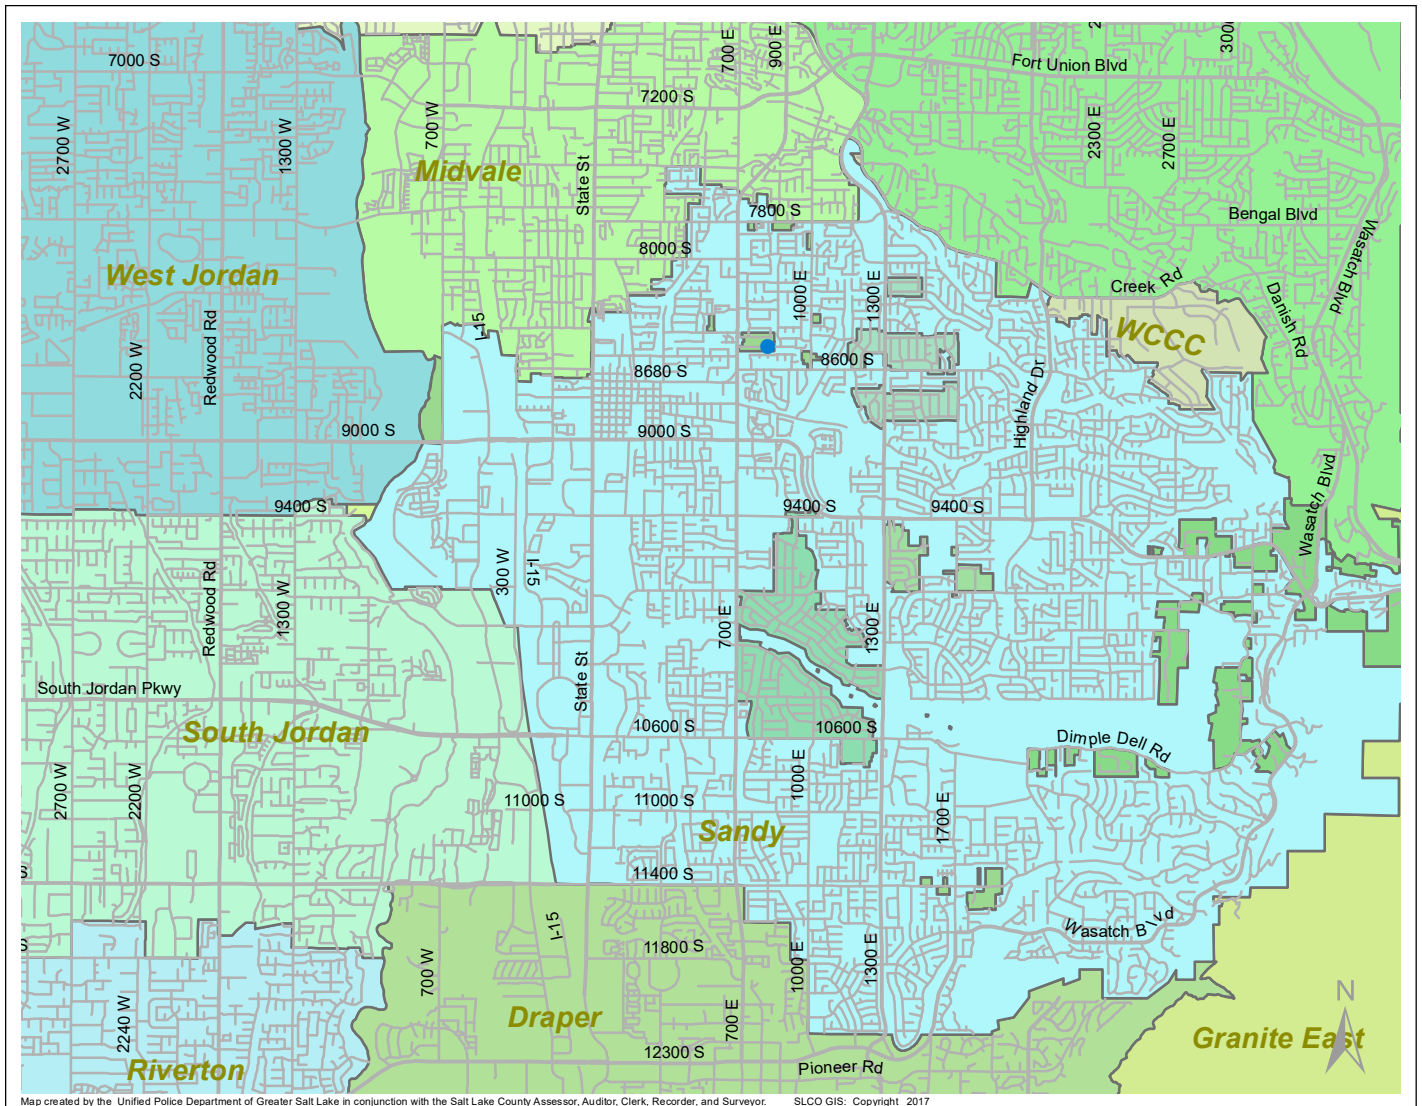 7000 S
700 E
900 E
2
3000
Fort Union Blvd
7200 S
2700 W
1300 W
700 W
2300 E
2700 E
Midvale
State St
7800 S
Bengal Blvd
Wasatch Blvd
8000 S
West Jordan
1000 E
1300 E
Creek Rd
Danish Rd
I-15
WCCC
Redwood Rd
2200 W
8600 S
8680 S
Highland Dr
9000 S
9000 S
9400 S
9400 S
9400 S
Wasatch Blvd
300 W
I-15
Redwood Rd
1300 W
700 E
1300 E
State St
South Jordan Pkwy
South Jordan
10600 S
10600 S
Dimple Dell Rd
2700 W
2200 W
1000 E
11000 S
11000 S
1700 E
Sandy
11400 S
S
Wasatch Blvd
I-15
S
11800 S
700 W
1000 E
1300 E
N
2240 W
Draper
700 E
Granite East
12300 S
Riverton
Pioneer Rd
Map created by the Unified Police Department of Greater Salt Lake in conjunction with the Salt Lake County Assessor, Auditor, Clerk, Recorder, and Surveyor. SLCO GIS: Copyright 2017